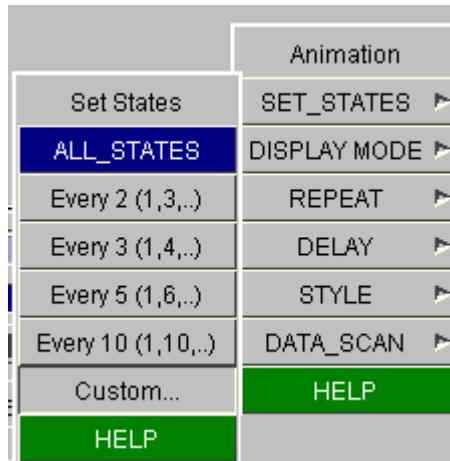 Animation
Set States
SET_STATES
ALL_STATES
DISPLAY MODE
Every 2 (1,3,..)
REPEAT
Every 3 (1,4,..)
DELAY
Every 5 (1,6,..)
STYLE
Every 10 (1,10,..)
DATA_SCAN
Custom...
HELP
HELP